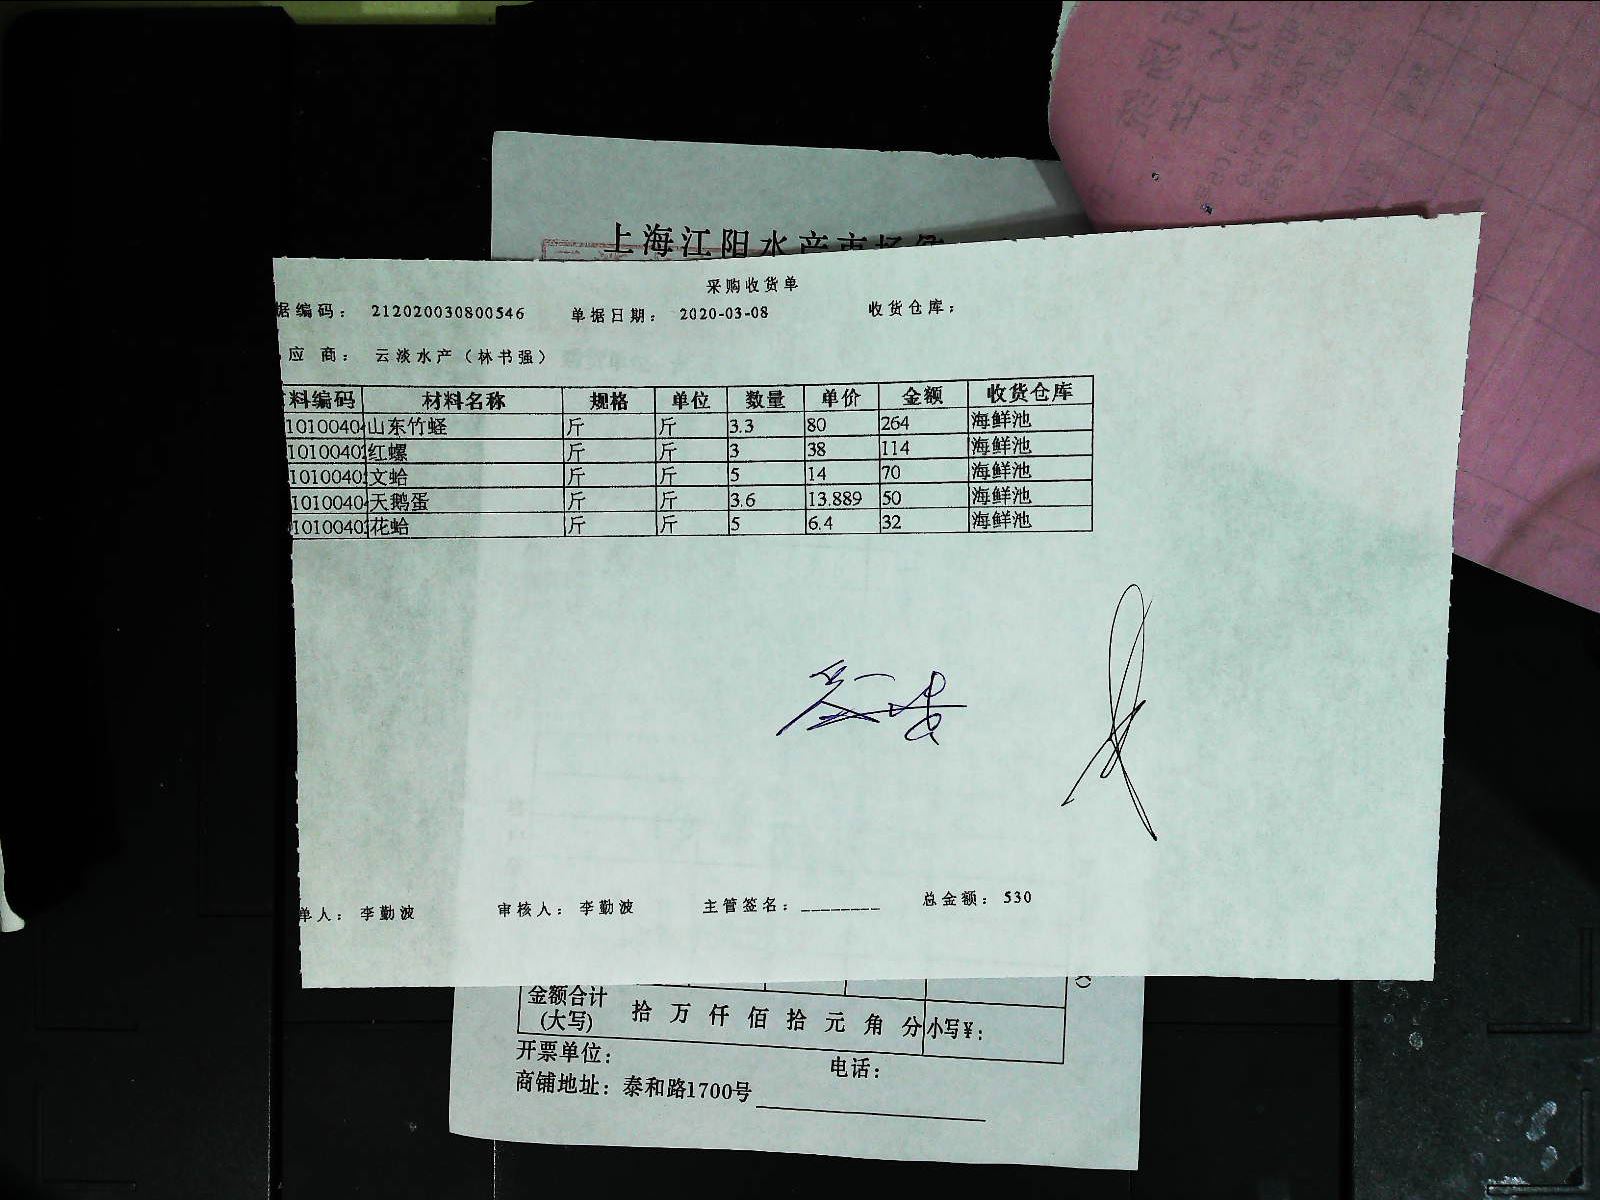 上海江阳水产市场
采购收货单
据编码: 212020030800546 单据日期: 2020-03-08 收货仓库:
应商: 云淡水产(林书强)
料编码 材料名称 规格 单位 数量 单价 金额 收货仓库
1010040 山东竹蛏 斤 斤 3.3 80 264 海鲜池
1010040 红螺 斤 斤 3 38 114 海鲜池
1010040 文蛤 斤 斤 5 14 70 海鲜池
1010040 天鹅蛋 斤 斤 3.6 13.889 50 海鲜池
1010040 花蛤 斤 斤 5 6.4 32 海鲜池
单人: 李勤波 审核人: 李勤波 主管签名: ________ 总金额: 530
金额合计(大写) 拾 万 仟 佰 拾 元 角 分 小写¥:
开票单位: 电话:
商铺地址: 泰和路1700号